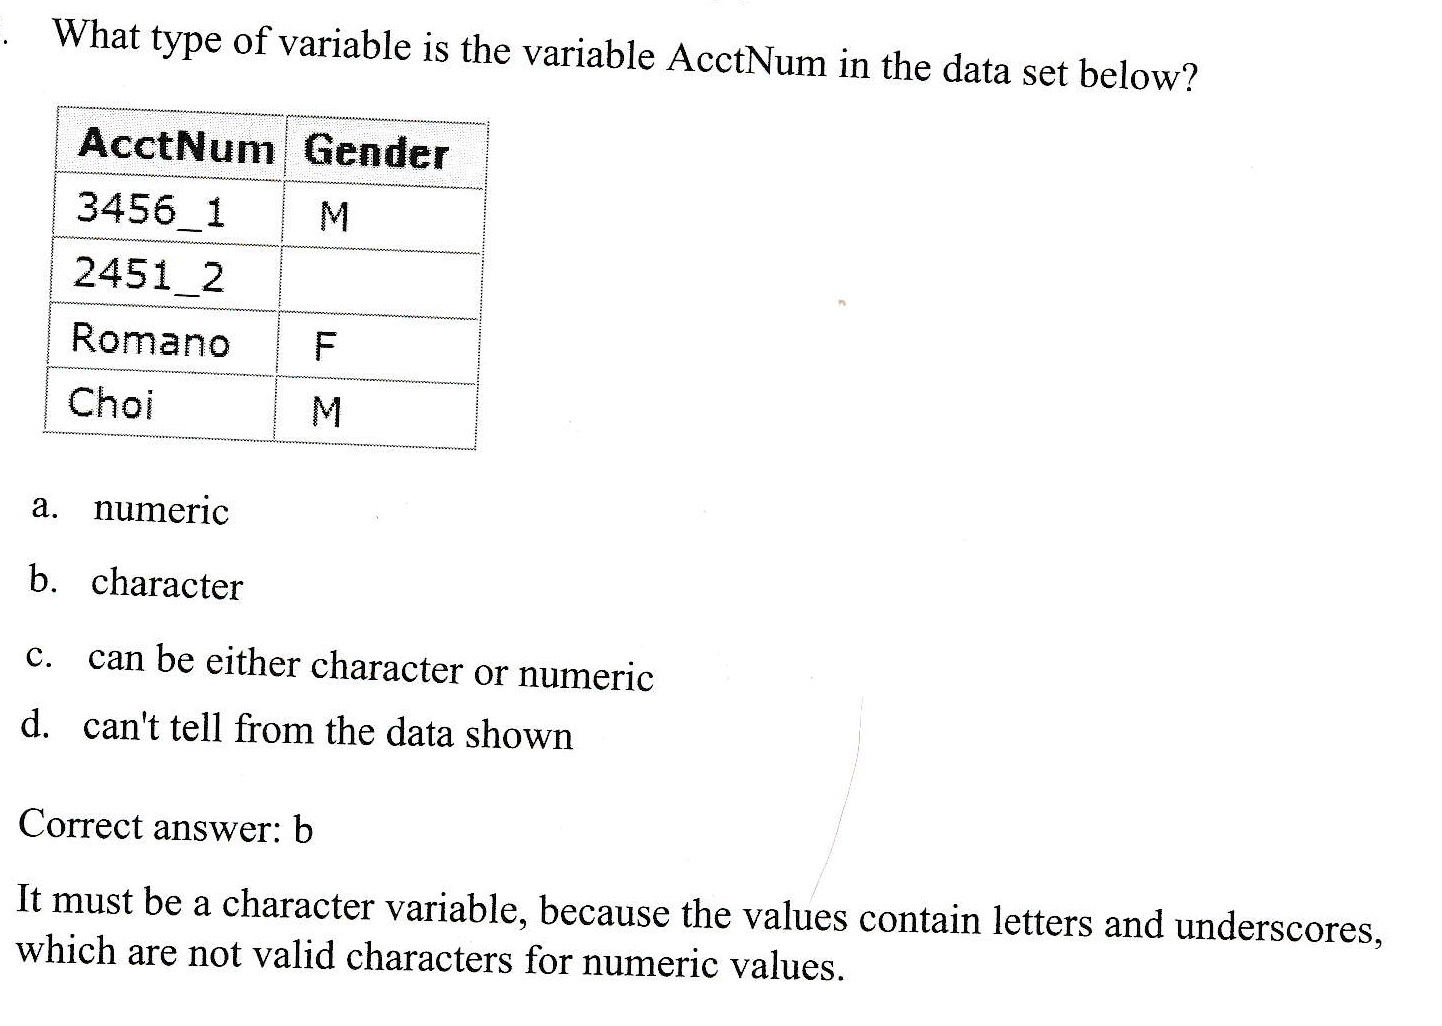 . What type of variable is the variable AcctNum in the data set below?
AcctNum Gender
3456_1 M
2451_2
Romano F
Choi M
a. numeric
b. character
c. can be either character or numeric
d. can't tell from the data shown
Correct answer: b
It must be a character variable, because the values contain letters and underscores,
which are not valid characters for numeric values.